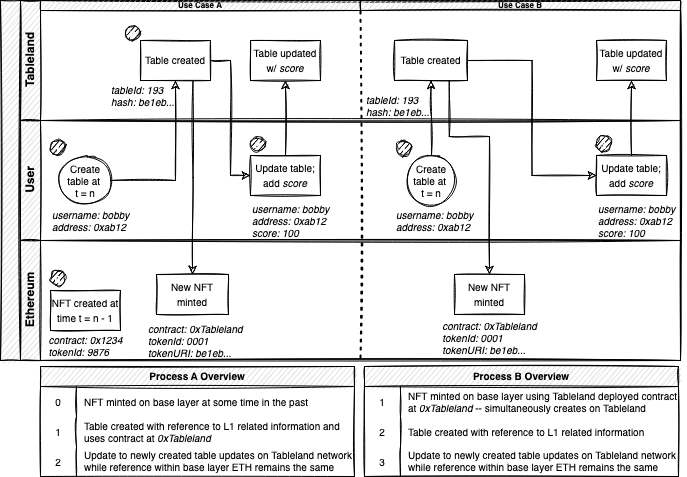 Use Case A
Use Case B
Tableland
Table created
tableId: 193
hash: be1eb...
Table updated
w/ score
Table created
tableId: 193
hash: be1eb...
Table updated
w/ score
User
Create
table at
t = n
username: bobby
address: 0xab12
Update table;
add score
username: bobby
address: 0xab12
score: 100
Create
table at
t = n
username: bobby
address: 0xab12
Update table;
add score
username: bobby
address: 0xab12
score: 100
Ethereum
NFT created at
time t = n - 1
contract: 0x1234
tokenId: 9876
New NFT
minted
contract: 0xTableland
tokenId: 0001
tokenURI: be1eb...
New NFT
minted
contract: 0xTableland
tokenId: 0001
tokenURI: be1eb...
Process A Overview
0 NFT minted on base layer at some time in the past
1 Table created with reference to L1 related information and
uses contract at 0xTableland
2 Update to newly created table updates on Tableland network
while reference within base layer ETH remains the same
Process B Overview
1 NFT minted on base layer using Tableland deployed contract
at 0xTableland -- simultaneously creates on Tableland
2 Table created with reference to L1 related information
3 Update to newly created table updates on Tableland network
while reference within base layer ETH remains the same